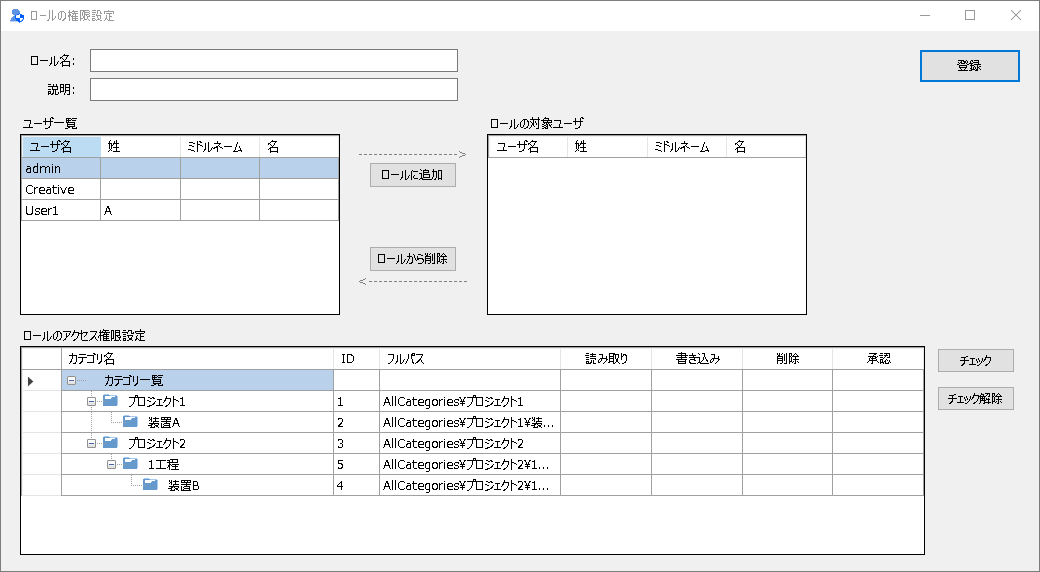 ロールの権限設定
ロール名:
登録
説明:
ユーザ一覧
ロールの対象ユーザ
ユーザ名 姓 ミドルネーム 名
ユーザ名 姓 ミドルネーム 名
admin
Creative
User1 A
ロールに追加
ロールから削除
ロールのアクセス権限設定
カテゴリ名 ID フルパス 読み取り 書き込み 削除 承認
チェック
カテゴリ一覧
プロジェクト1 1 AllCategories¥プロジェクト1
チェック解除
装置A 2 AllCategories¥プロジェクト1¥装...
プロジェクト2 3 AllCategories¥プロジェクト2
1工程 5 AllCategories¥プロジェクト2¥1...
装置B 4 AllCategories¥プロジェクト2¥1...